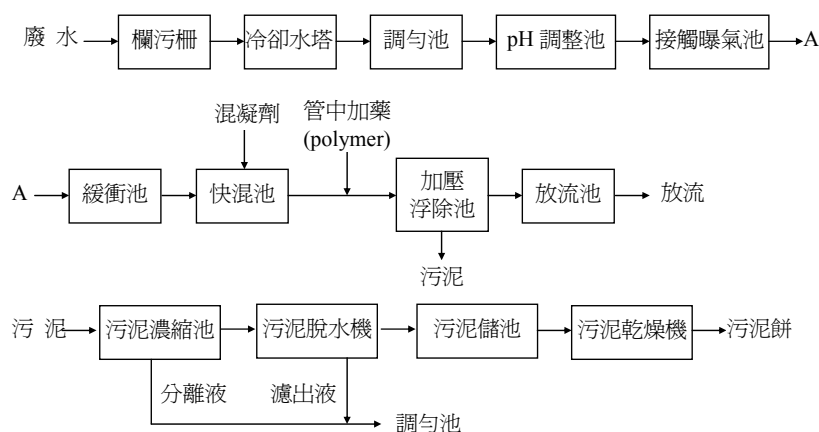 廢 水 欄污柵 冷卻水塔 調勻池 pH 調整池 接觸曝氣池 A
混凝劑 管中加藥
(polymer)
A 緩衝池 快混池 加壓
浮除池 放流池 放流
污泥
污 泥 污泥濃縮池 污泥脫水機 污泥儲池 污泥乾燥機 污泥餅
分離液 濾出液
調勻池